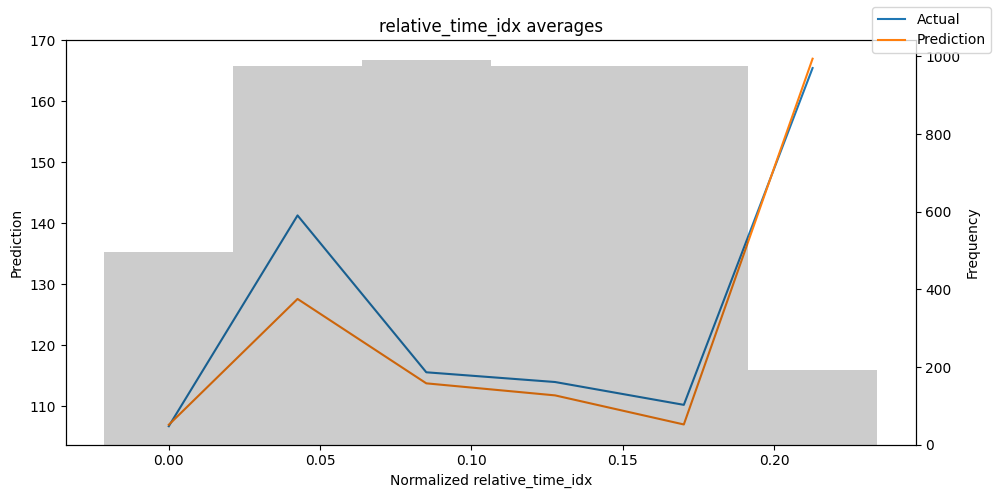 relative_time_idx averages
Actual
Prediction
170
160
150
140
130
120
110
Prediction
1000
800
600
400
200
0
Frequency
0.00 0.05 0.10 0.15 0.20
Normalized relative_time_idx